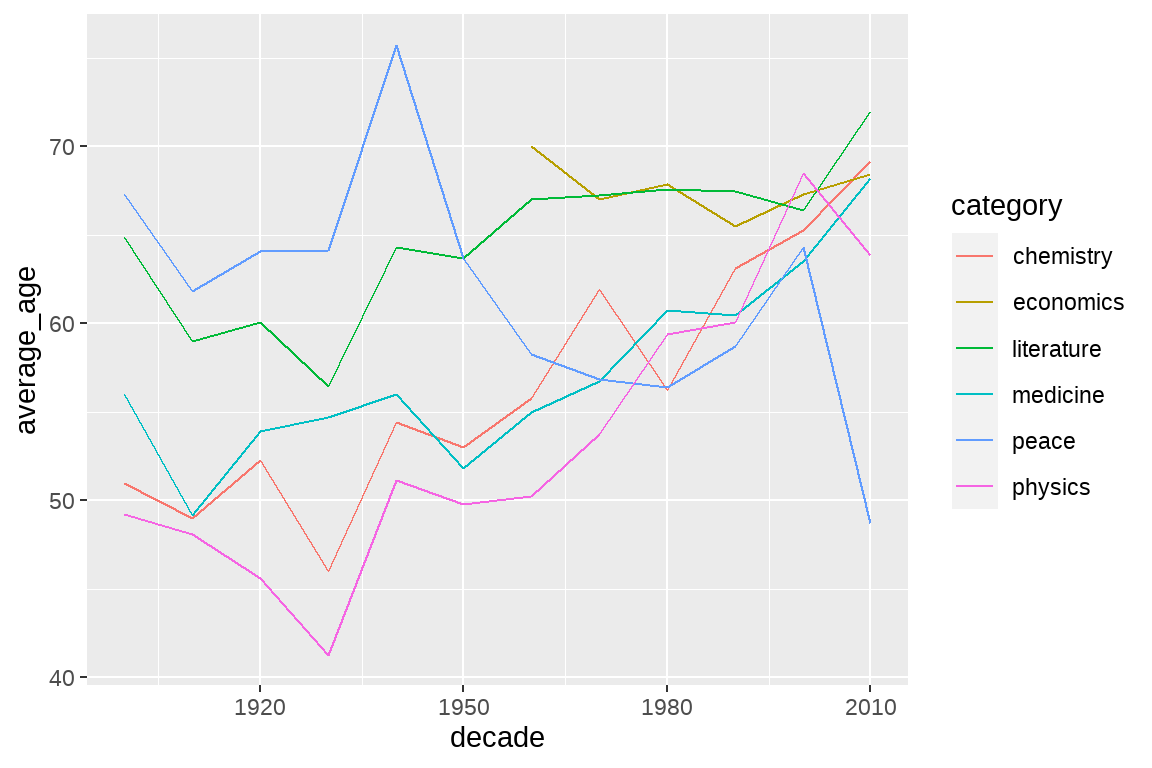 average_age
70
60
50
40
1920
1950
1980
2010
decade
category
chemistry
economics
literature
medicine
peace
physics